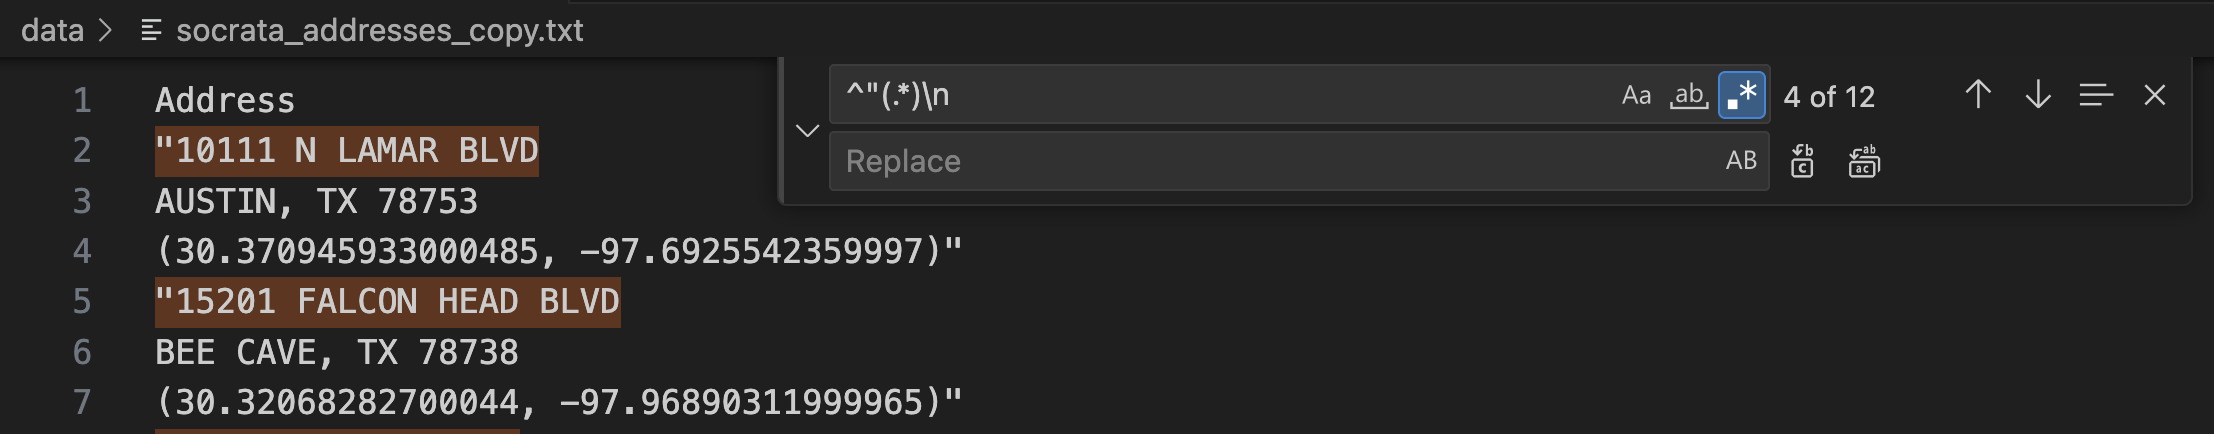 data > socrata_addresses_copy.txt
^"(.*)\n Aa ab .* 4 of 12
Replace AB
1 Address
2 "10111 N LAMAR BLVD
3 AUSTIN, TX 78753
4 (30.370945933000485, -97.6925542359997)"
5 "15201 FALCON HEAD BLVD
6 BEE CAVE, TX 78738
7 (30.32068282700044, -97.96890311999965)"